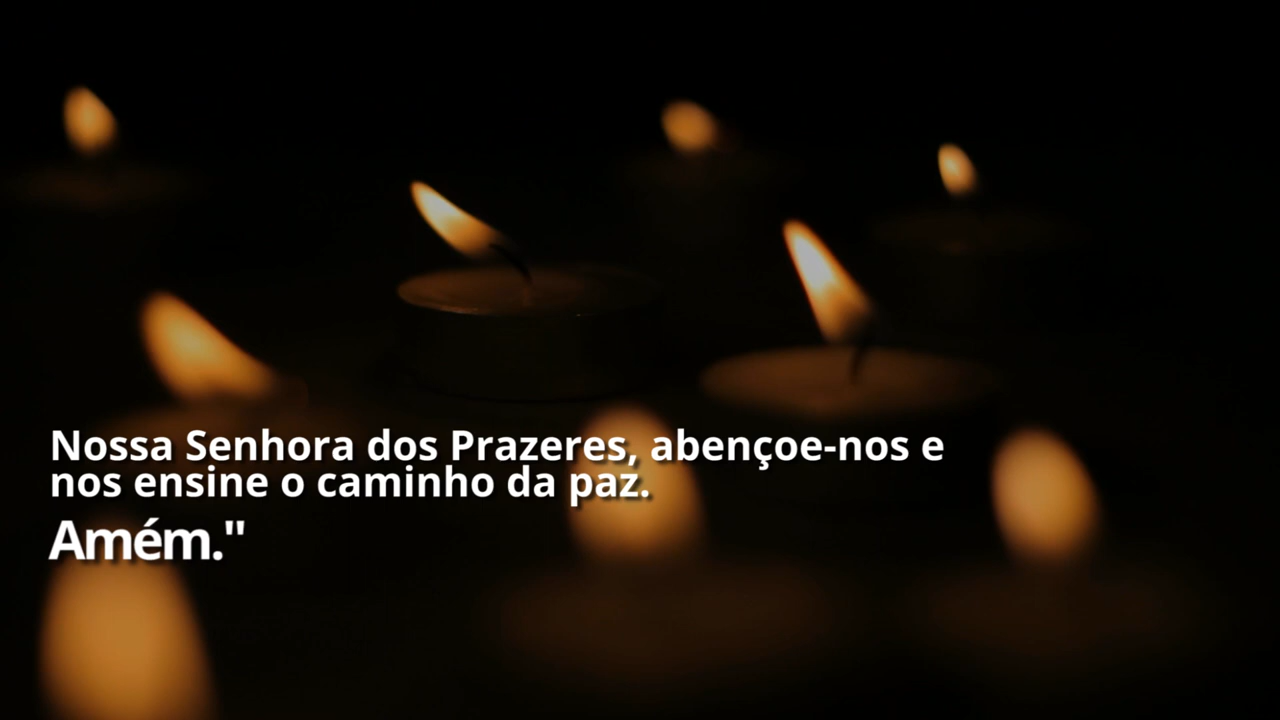 Nossa Senhora dos Prazeres, abençoe-nos e
nos ensine o caminho da paz.
Amém."